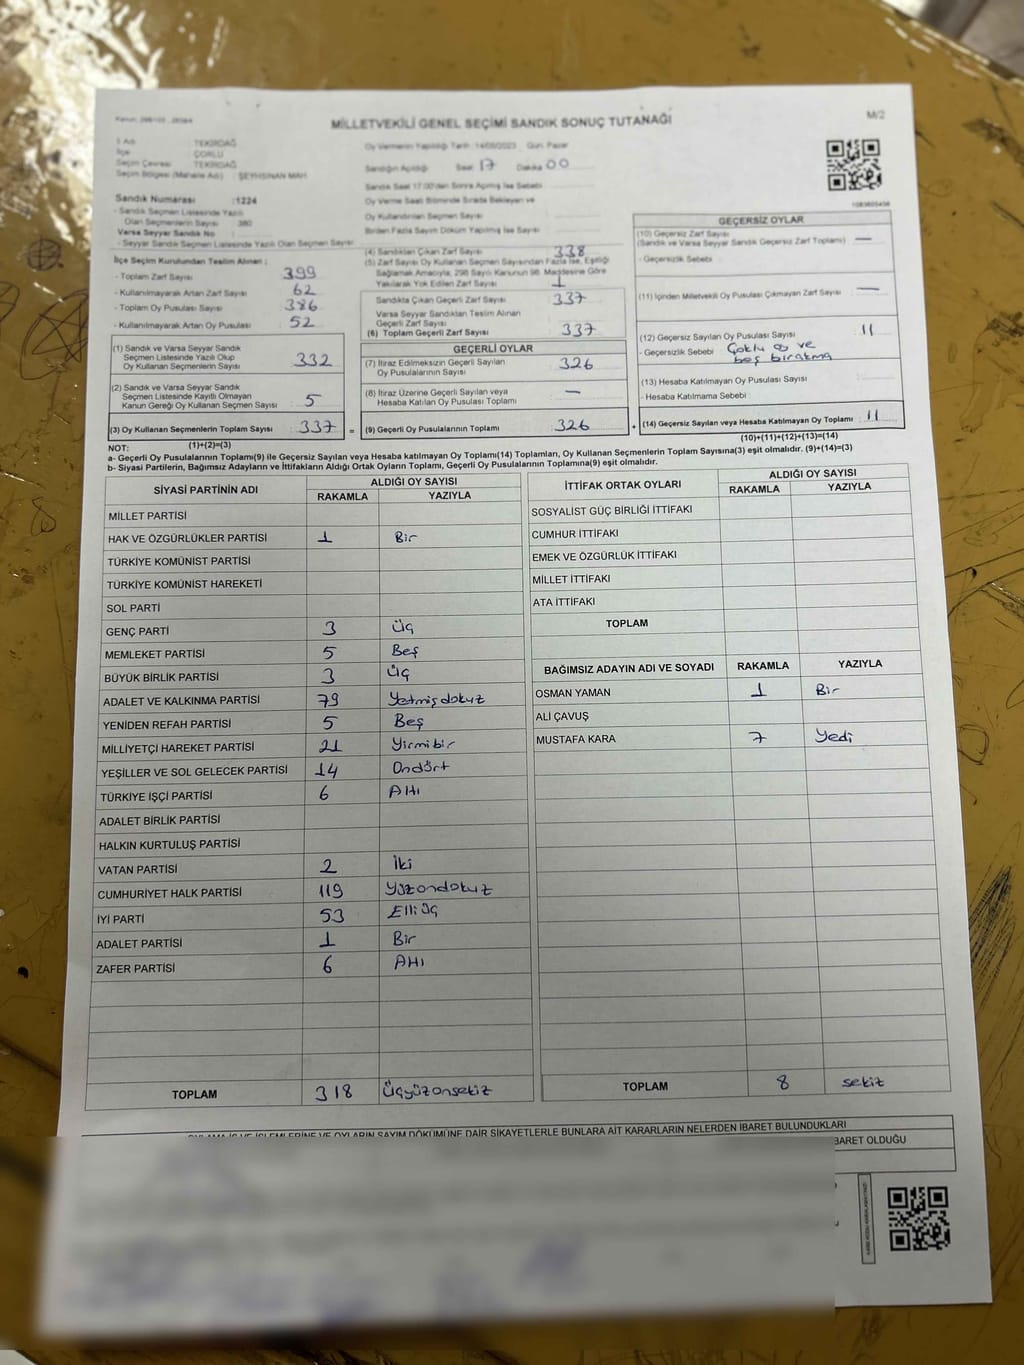 MİLLETVEKİLİ GENEL SEÇİMİ SANDIK SONUÇ TUTANAĞI
M/2
İli Adı : TEKİRDAĞ
İlçe : ÇORLU
Seçim Çevresi : TEKİRDAĞ
Seçim Bölgesi (Mahalle Adı) : ŞEYHSİNAN MAH
Sandık Numarası :1224
- Sandık Seçmen Listesinde Yazılı
Olan Seçmenlerin Sayısı : 380
Varsa Seyyar Sandık No
- Seyyar Sandık Seçmen Listesinde Yazılı Olan Seçmen Sayısı
İlçe Seçim Kurulundan Teslim Alınan ;
- Toplam Zarf Sayısı 399
- Kullanılmayarak Artan Zarf Sayısı 62
- Toplam Oy Pusulası Sayısı 386
- Kullanılmayarak Artan Oy Pusulası 52
(1) Sandık ve Varsa Seyyar Sandık
Seçmen Listesinde Yazılı Olup
Oy Kullanan Seçmenlerin Sayısı 332
(2) Sandık ve Varsa Seyyar Sandık
Seçmen Listesinde Kayıtlı Olmayan
Kanun Gereği Oy Kullanan Seçmen Sayısı 5
(3) Oy Kullanan Seçmenlerin Toplam Sayısı 337
(1)+(2)=(3)
Oy Vermenin Yapıldığı Tarih : 14/05/2023 Gün: Pazar
Sandığın Açıldığı Saat 17 Dakika 00
Sandık Saat 17:00'den Sonra Açılmış İse Sebebi
Oy Verme Saati Bitiminde Sırada Bekleyen ve
Oy Kullandırılan Seçmen Sayısı
Birden Fazla Sayım Döküm Yapılmış İse Sayısı
(4) Sandıktan Çıkan Zarf Sayısı 338
(5) Zarf Sayısı Oy Kullanan Seçmen Sayısından Fazla İse, Eşitliği
Sağlamak Amacıyla, 298 Sayılı Kanunun 98. Maddesine Göre
Yakılarak Yok Edilen Zarf Sayısı 1
Sandıkta Çıkan Geçerli Zarf Sayısı 337
Varsa Seyyar Sandıktan Teslim Alınan
Geçerli Zarf Sayısı
(6) Toplam Geçerli Zarf Sayısı 337
GEÇERLİ OYLAR
(7) İtiraz Edilmeksizin Geçerli Sayılan
Oy Pusulalarının Sayısı 326
(8) İtiraz Üzerine Geçerli Sayılan veya
Hesaba Katılan Oy Pusulası Toplamı —
= (9) Geçerli Oy Pusulalarının Toplamı 326
GEÇERSİZ OYLAR
(10) Geçersiz Zarf Sayısı
(Sandık ve Varsa Seyyar Sandık Geçersiz Zarf Toplamı) —
- Geçersizlik Sebebi
(11) İçinden Milletvekili Oy Pusulası Çıkmayan Zarf Sayısı —
(12) Geçersiz Sayılan Oy Pusulası Sayısı 11
- Geçersizlik Sebebi Çoklu oy ve
boş bırakma
(13) Hesaba Katılmayan Oy Pusulası Sayısı
- Hesaba Katılmama Sebebi
+ (14) Geçersiz Sayılan veya Hesaba Katılmayan Oy Toplamı 11
(10)+(11)+(12)+(13)=(14)
NOT:
a- Geçerli Oy Pusulalarının Toplamı(9) ile Geçersiz Sayılan veya Hesaba katılmayan Oy Toplamı(14) Toplamları, Oy Kullanan Seçmenlerin Toplam Sayısına(3) eşit olmalıdır. (9)+(14)=(3)
b- Siyasi Partilerin, Bağımsız Adayların ve İttifakların Aldığı Ortak Oyların Toplamı, Geçerli Oy Pusulalarının Toplamına(9) eşit olmalıdır.
SİYASİ PARTİNİN ADI ALDIĞI OY SAYISI
RAKAMLA YAZIYLA
MİLLET PARTİSİ
HAK VE ÖZGÜRLÜKLER PARTİSİ 1 Bir
TÜRKİYE KOMÜNİST PARTİSİ
TÜRKİYE KOMÜNİST HAREKETİ
SOL PARTİ
GENÇ PARTİ 3 Üç
MEMLEKET PARTİSİ 5 Beş
BÜYÜK BİRLİK PARTİSİ 3 Üç
ADALET VE KALKINMA PARTİSİ 79 Yetmişdokuz
YENİDEN REFAH PARTİSİ 5 Beş
MİLLİYETÇİ HAREKET PARTİSİ 21 Yirmibir
YEŞİLLER VE SOL GELECEK PARTİSİ 14 Ondört
TÜRKİYE İŞÇİ PARTİSİ 6 Altı
ADALET BİRLİK PARTİSİ
HALKIN KURTULUŞ PARTİSİ
VATAN PARTİSİ 2 İki
CUMHURİYET HALK PARTİSİ 119 Yüzondokuz
İYİ PARTİ 53 Elliüç
ADALET PARTİSİ 1 Bir
ZAFER PARTİSİ 6 Altı
TOPLAM 318 Üçyüzonsekiz
İTTİFAK ORTAK OYLARI ALDIĞI OY SAYISI
RAKAMLA YAZIYLA
SOSYALİST GÜÇ BİRLİĞİ İTTİFAKI
CUMHUR İTTİFAKI
EMEK VE ÖZGÜRLÜK İTTİFAKI
MİLLET İTTİFAKI
ATA İTTİFAKI
TOPLAM
BAĞIMSIZ ADAYIN ADI VE SOYADI RAKAMLA YAZIYLA
OSMAN YAMAN 1 Bir
ALİ ÇAVUŞ
MUSTAFA KARA 7 Yedi
TOPLAM 8 sekiz
OYLAMA İŞ VE İŞLEMLERİNE VE OYLARIN SAYIM DÖKÜMÜNE DAİR ŞİKAYETLERLE BUNLARA AİT KARARLARIN NELERDEN İBARET BULUNDUKLARI
BARET OLDUĞU